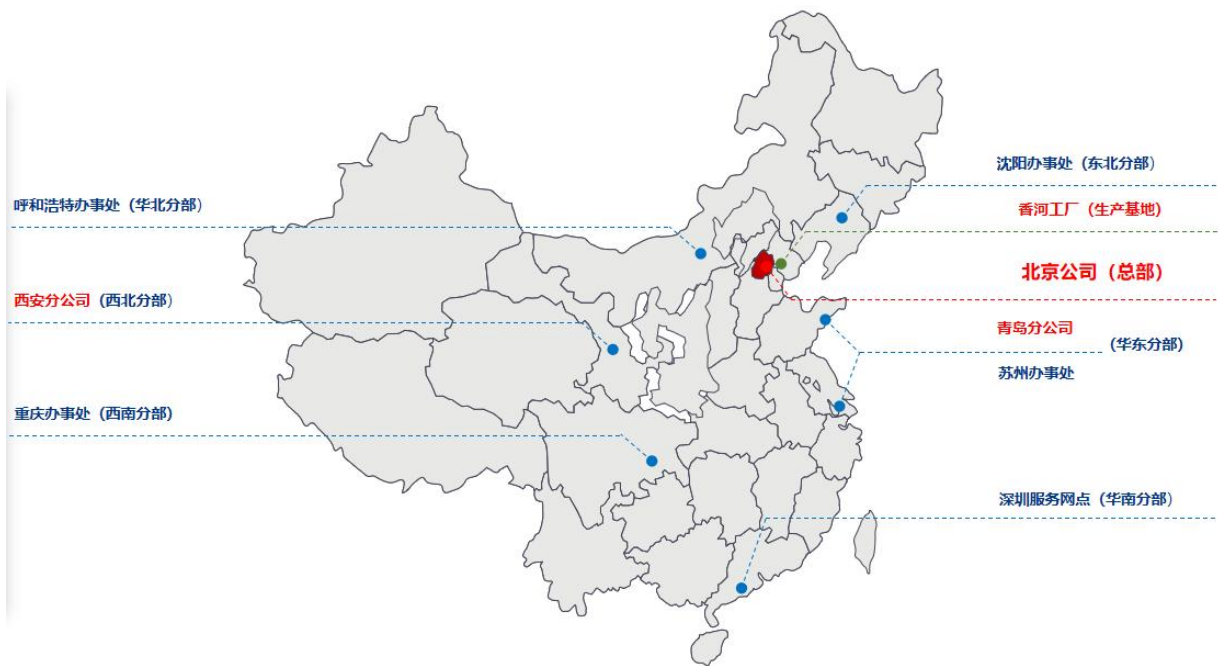 沈阳办事处（东北分部）
呼和浩特办事处（华北分部）
香河工厂（生产基地）
北京公司（总部）
西安分公司（西北分部）
青岛分公司
（华东分部）
苏州办事处
重庆办事处（西南分部）
深圳服务网点（华南分部）